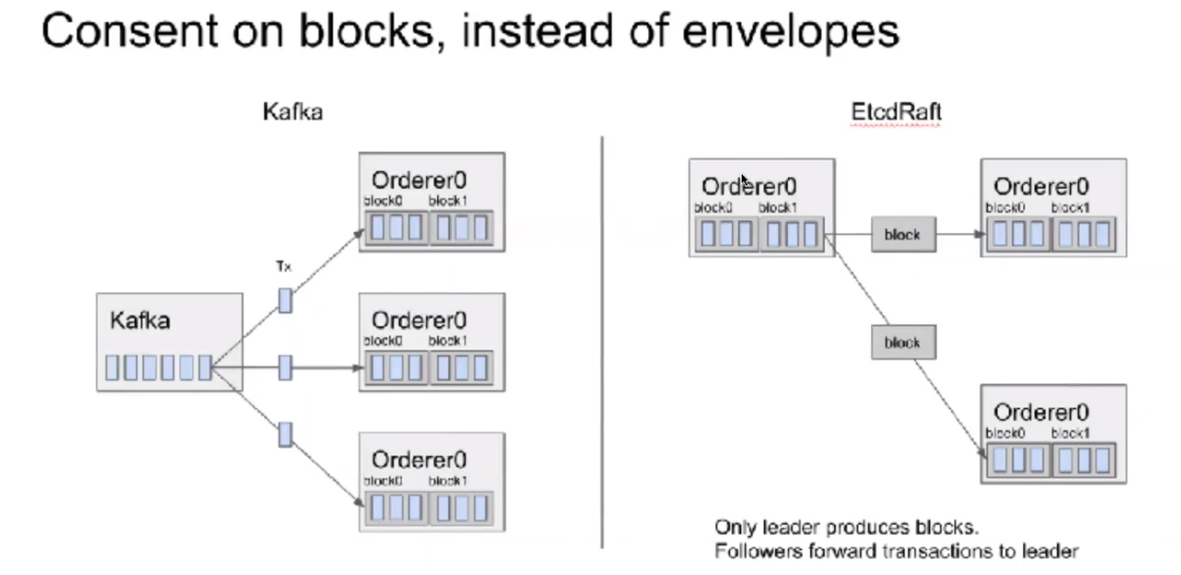 Consent on blocks, instead of envelopes
Kafka
EtcdRaft
Orderer0
block0 block1
Tx
Kafka
Orderer0
block0 block1
Orderer0
block0 block1
Orderer0
block0 block1
block
Orderer0
block0 block1
block
Orderer0
block0 block1
Only leader produces blocks.
Followers forward transactions to leader